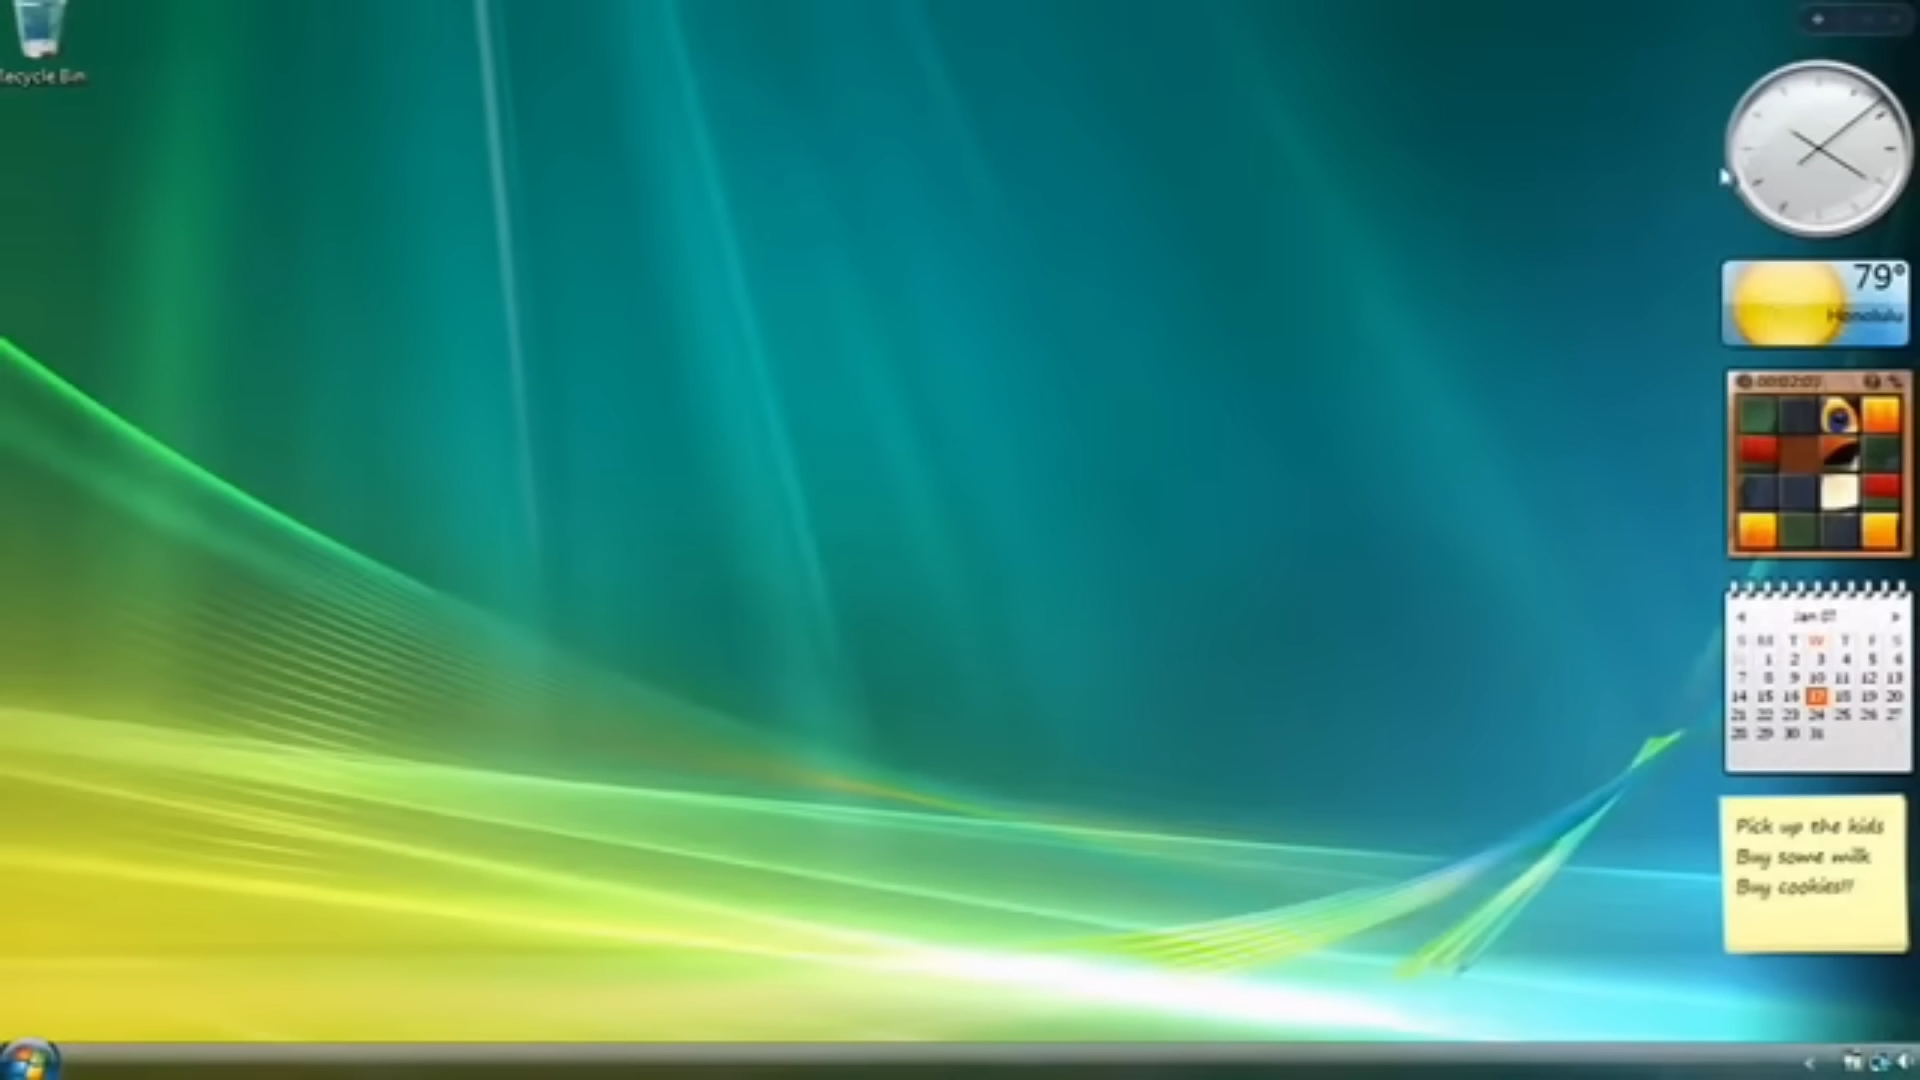 Recycle Bin
79°
Honolulu
Jan 07
S M T W T F S
1 2 3 4 5 6
7 8 9 10 11 12 13
14 15 16 17 18 19 20
21 22 23 24 25 26 27
28 29 30 31
Pick up the kids
Buy some milk
Buy cookies!!